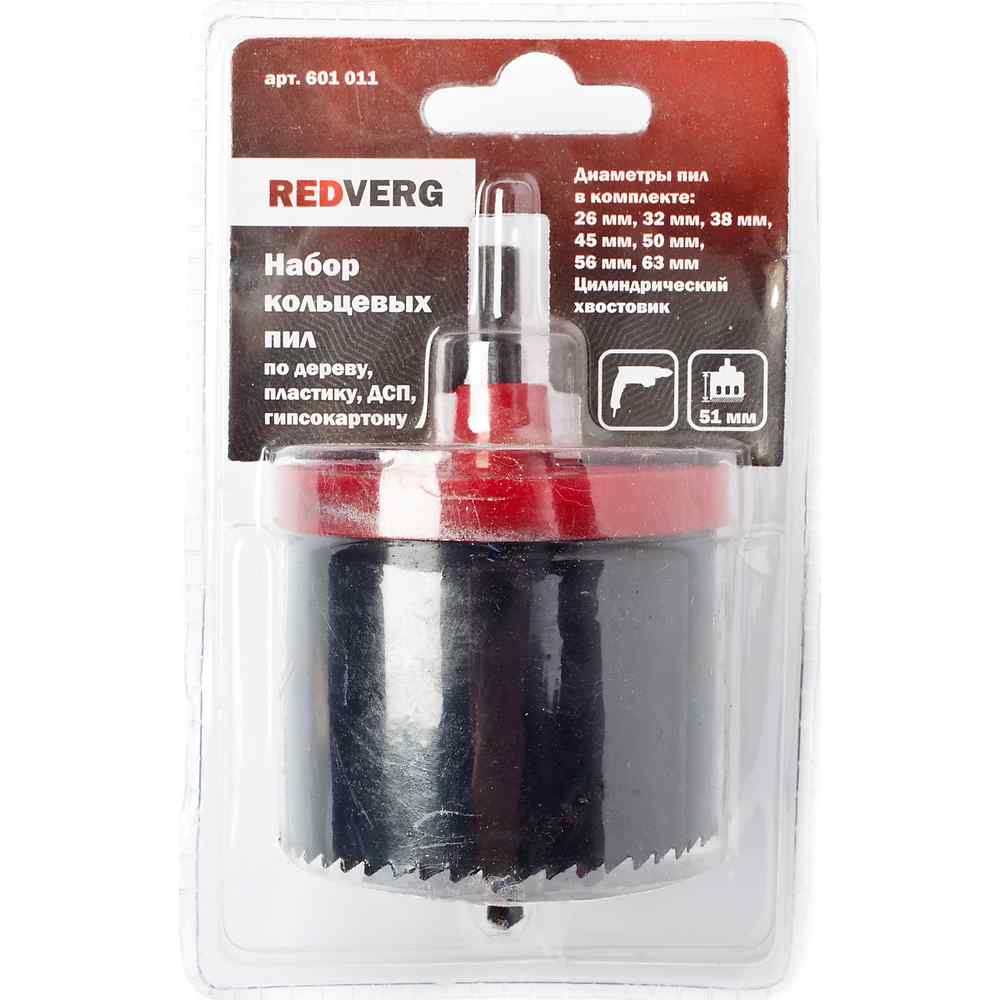 арт. 601 011
REDVERG
Набор
кольцевых
пил
по дереву,
пластику, ДСП,
гипсокартону
Диаметры пил
в комплекте:
26 мм, 32 мм, 38 мм,
45 мм, 50 мм,
56 мм, 63 мм
Цилиндрический
хвостовик
51 мм